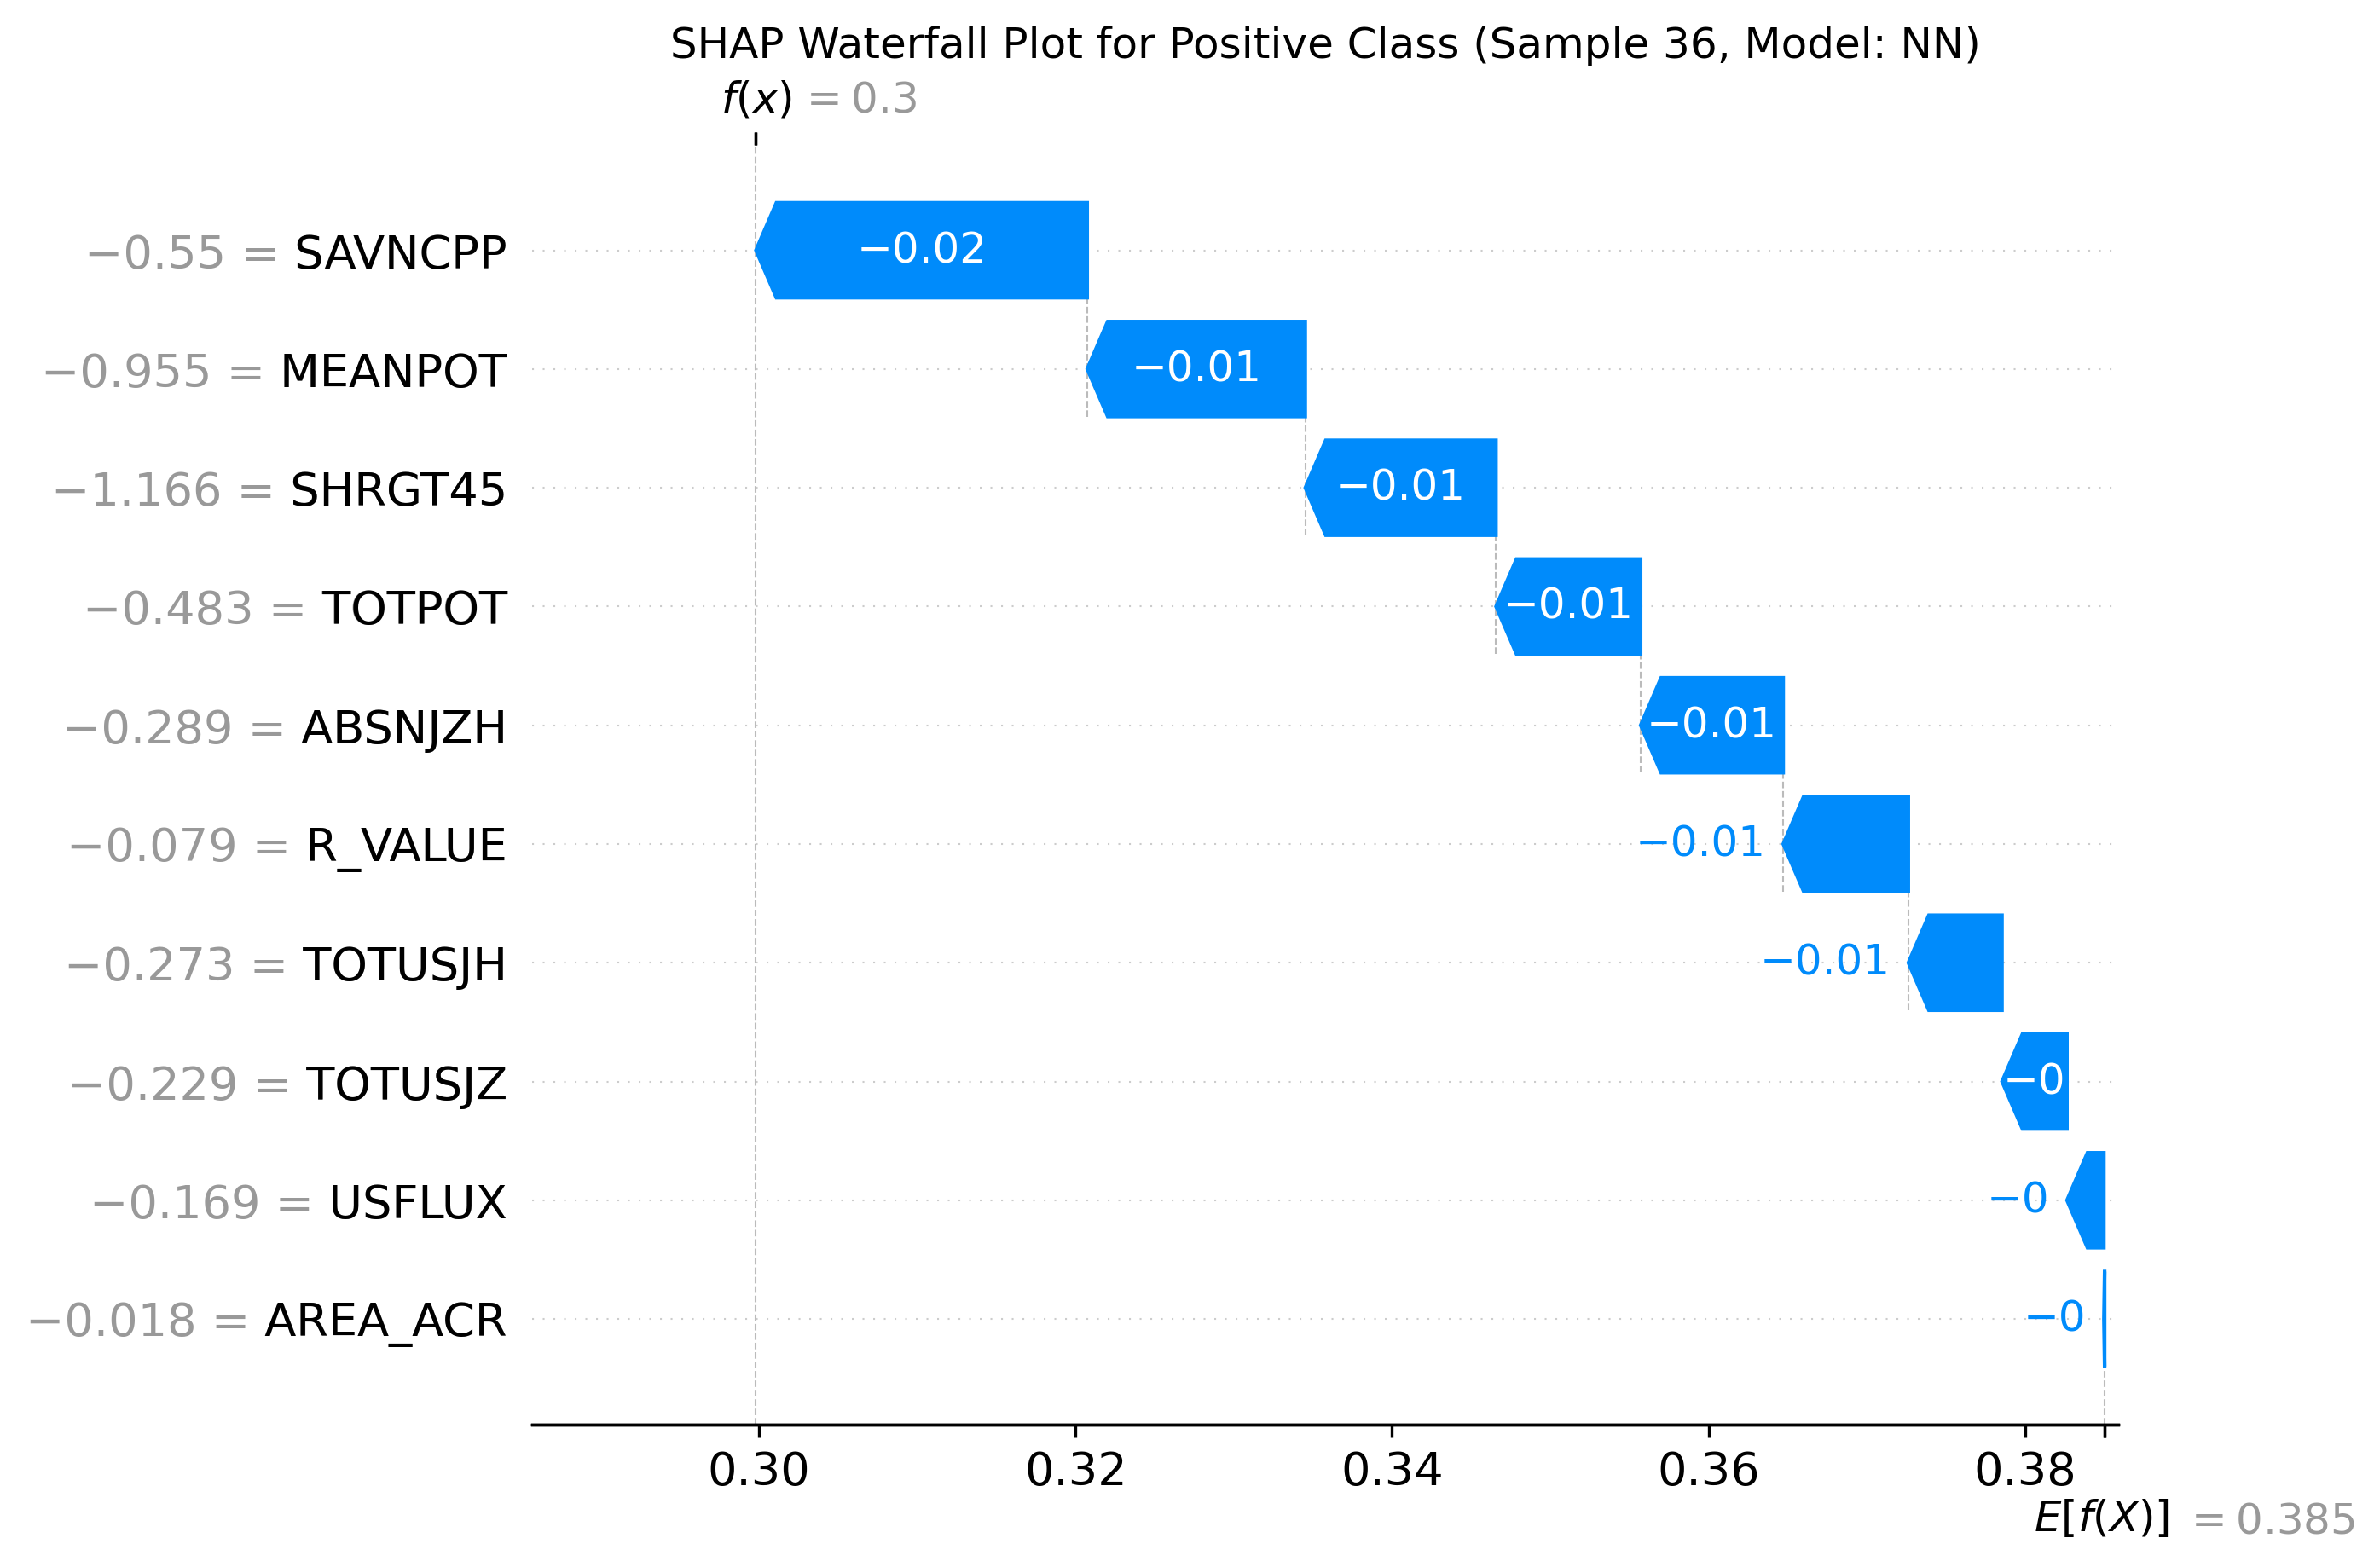 SHAP Waterfall Plot for Positive Class (Sample 36, Model: NN)
f(x) = 0.3
−0.55 = SAVNCPP −0.02
−0.955 = MEANPOT −0.01
−1.166 = SHRGT45 −0.01
−0.483 = TOTPOT −0.01
−0.289 = ABSNJZH −0.01
−0.079 = R_VALUE −0.01
−0.273 = TOTUSJH −0.01
−0.229 = TOTUSJZ −0
−0.169 = USFLUX −0
−0.018 = AREA_ACR −0
0.30 0.32 0.34 0.36 0.38
E[f(X)] = 0.385